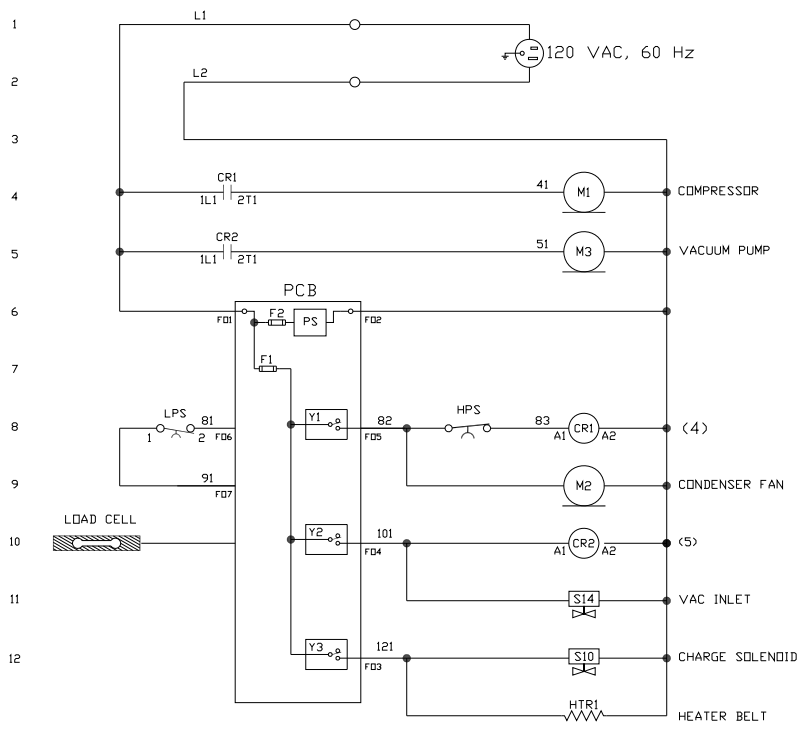 1 L1
120 VAC, 60 Hz
2 L2
3
CR1
4 1L1 2T1 41 M1 COMPRESSOR
CR2
5 1L1 2T1 51 M3 VACUUM PUMP
PCB
6 F01 F2 PS F02
7 F1
8 LPS 81 1 2 F06 Y1 82 F05 HPS 83 A1 CR1 A2 (4)
9 91 F07 M2 CONDENSER FAN
LOAD CELL
10 Y2 101 F04 A1 CR2 A2 (5)
11 S14 VAC INLET
12 Y3 121 F03 S10 CHARGE SOLENOID
HTR1
HEATER BELT